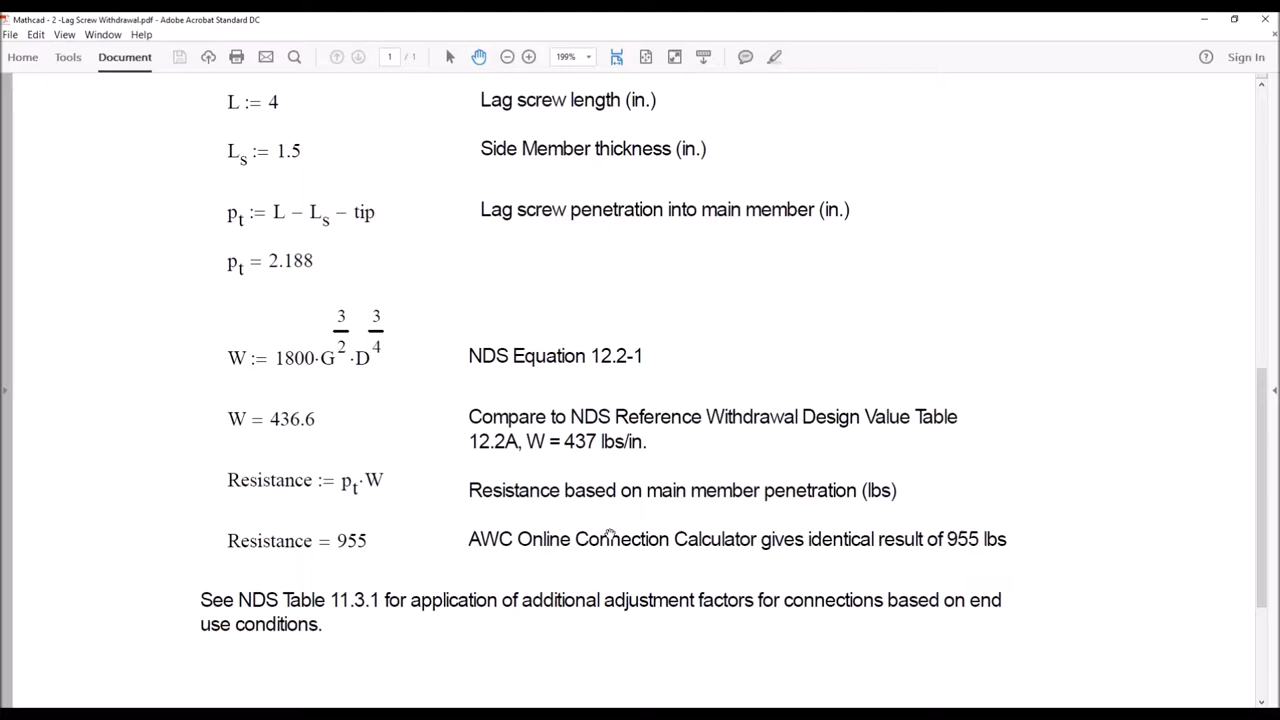 Mathcad - 2 -Lag Screw Withdrawal.pdf - Adobe Acrobat Standard DC
File Edit View Window Help
Home Tools Document 1 / 1 199% Sign In
L := 4 Lag screw length (in.)
Ls := 1.5 Side Member thickness (in.)
pt := L − Ls − tip Lag screw penetration into main member (in.)
pt = 2.188
W := 1800·G^(3/2)·D^(3/4) NDS Equation 12.2-1
W = 436.6 Compare to NDS Reference Withdrawal Design Value Table
12.2A, W = 437 lbs/in.
Resistance := pt·W Resistance based on main member penetration (lbs)
Resistance = 955 AWC Online Connection Calculator gives identical result of 955 lbs
See NDS Table 11.3.1 for application of additional adjustment factors for connections based on end
use conditions.